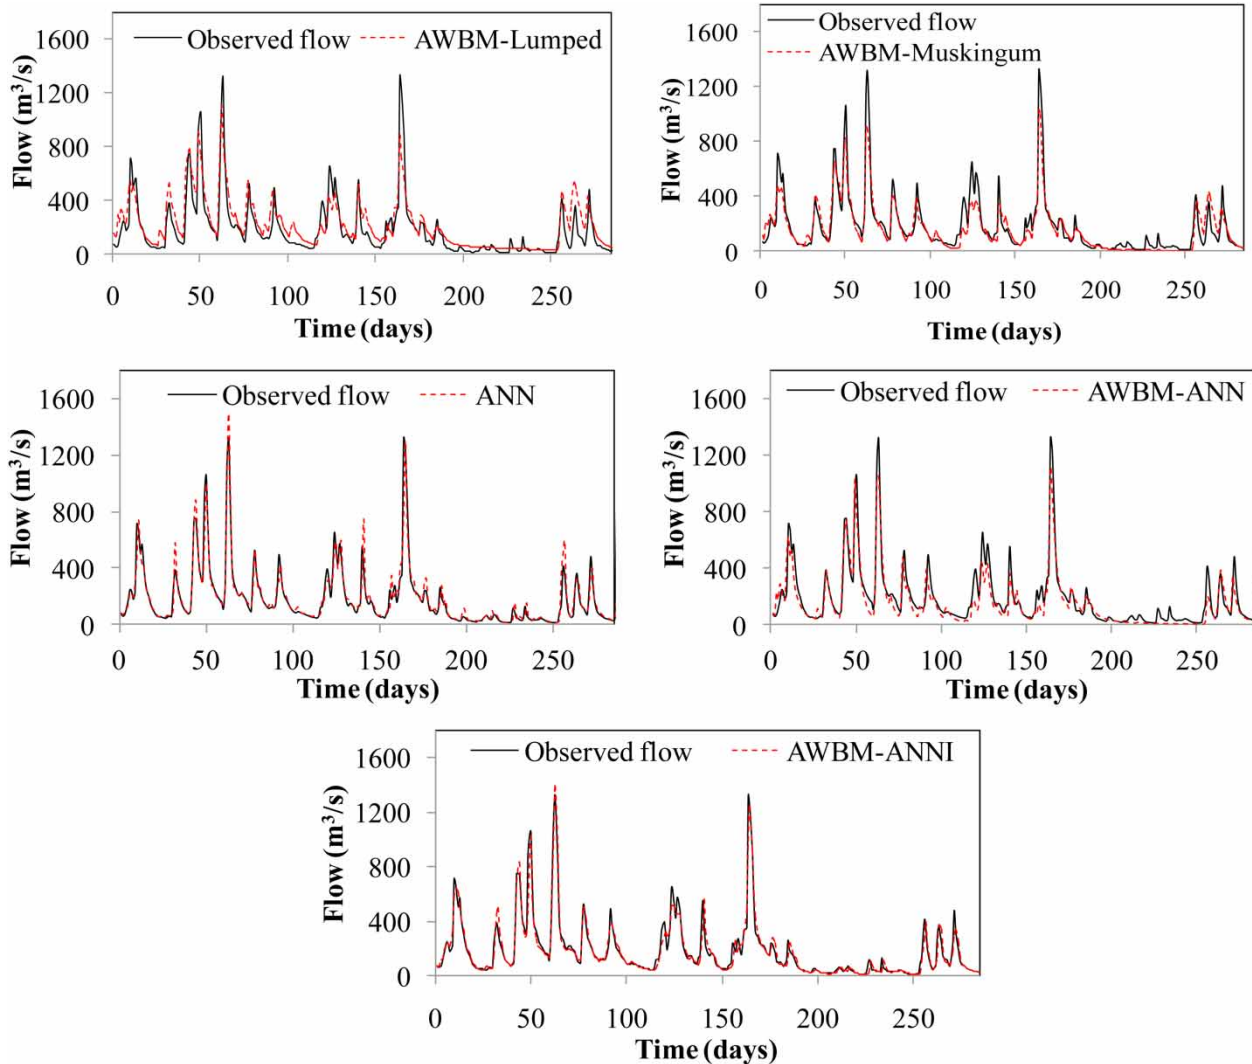 Observed flow AWBM-Lumped
Flow (m³/s)
1600
1200
800
400
0
0 50 100 150 200 250
Time (days)
Observed flow
AWBM-Muskingum
Flow (m³/s)
1600
1200
800
400
0
0 50 100 150 200 250
Time (days)
Observed flow ANN
Flow (m³/s)
1600
1200
800
400
0
0 50 100 150 200 250
Time (days)
Observed flow AWBM-ANN
Flow (m³/s)
1600
1200
800
400
0
0 50 100 150 200 250
Time (days)
Observed flow AWBM-ANNI
Flow (m³/s)
1600
1200
800
400
0
0 50 100 150 200 250
Time (days)